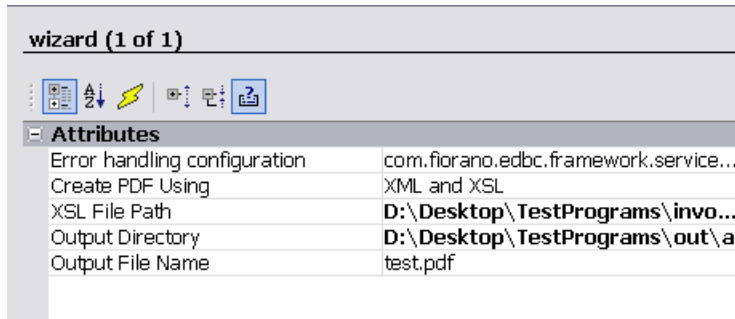 wizard (1 of 1)
Attributes
Error handling configuration com.fiorano.edbc.framework.service...
Create PDF Using XML and XSL
XSL File Path D:\Desktop\TestPrograms\invo...
Output Directory D:\Desktop\TestPrograms\out\a
Output File Name test.pdf